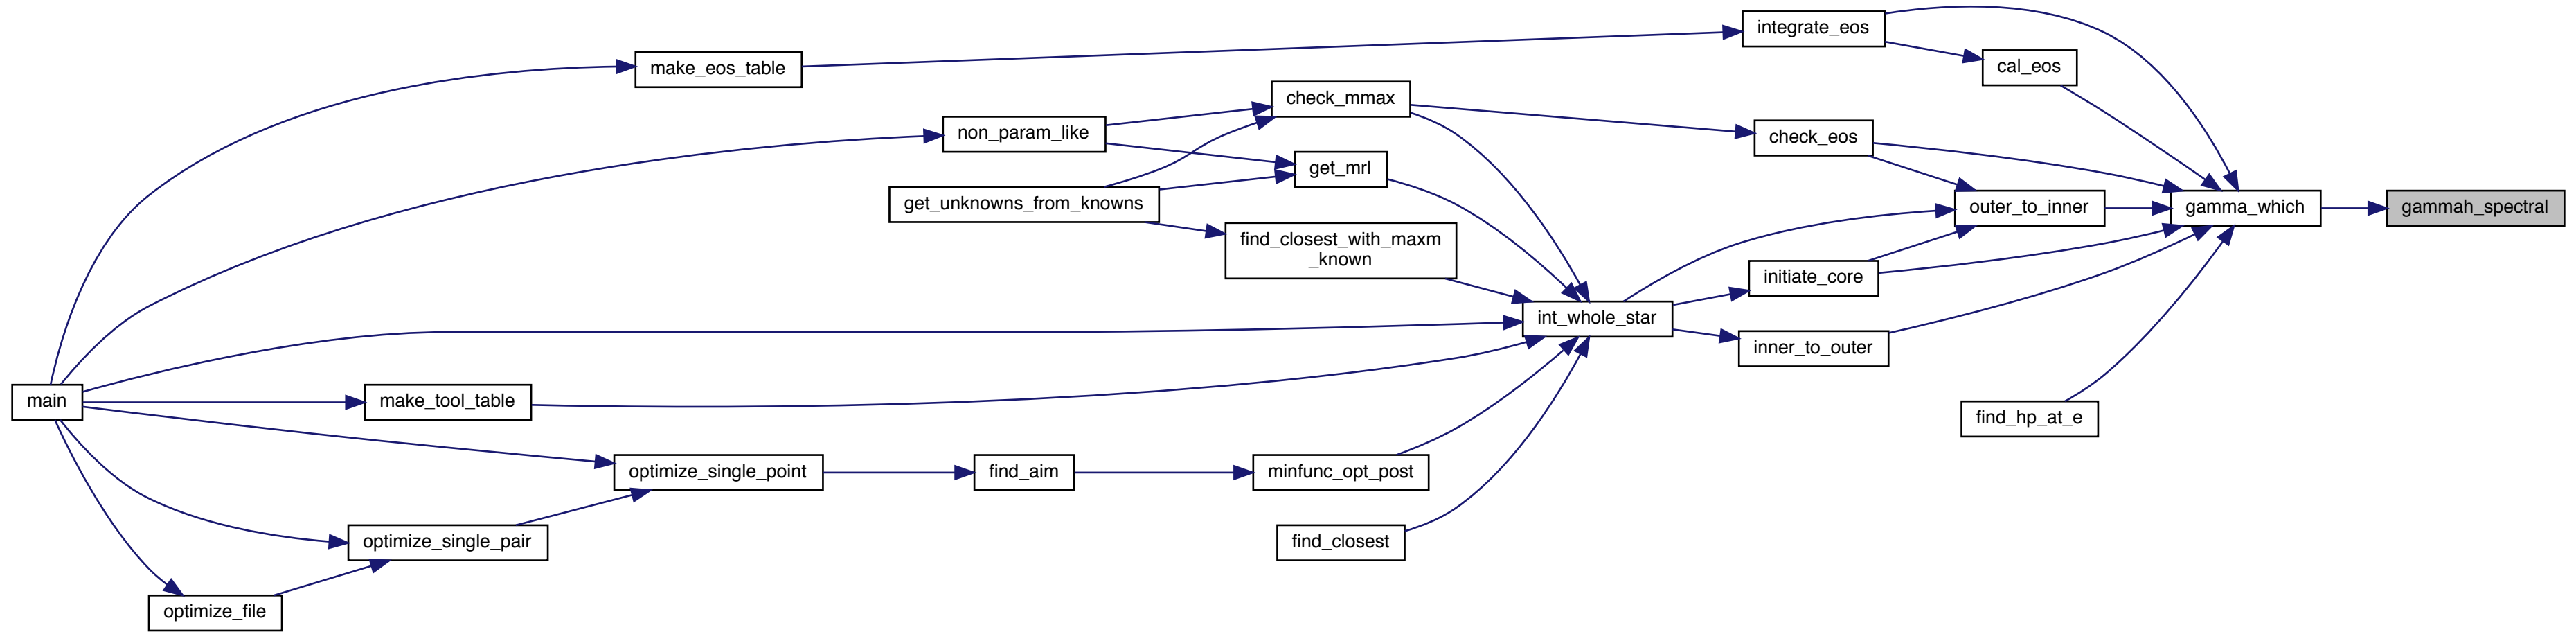 integrate_eos
make_eos_table
cal_eos
check_mmax
non_param_like
check_eos
get_mrl
get_unknowns_from_knowns
outer_to_inner
gamma_which
gammah_spectral
find_closest_with_maxm
_known
initiate_core
int_whole_star
inner_to_outer
main
make_tool_table
find_hp_at_e
optimize_single_point
find_aim
minfunc_opt_post
optimize_single_pair
find_closest
optimize_file